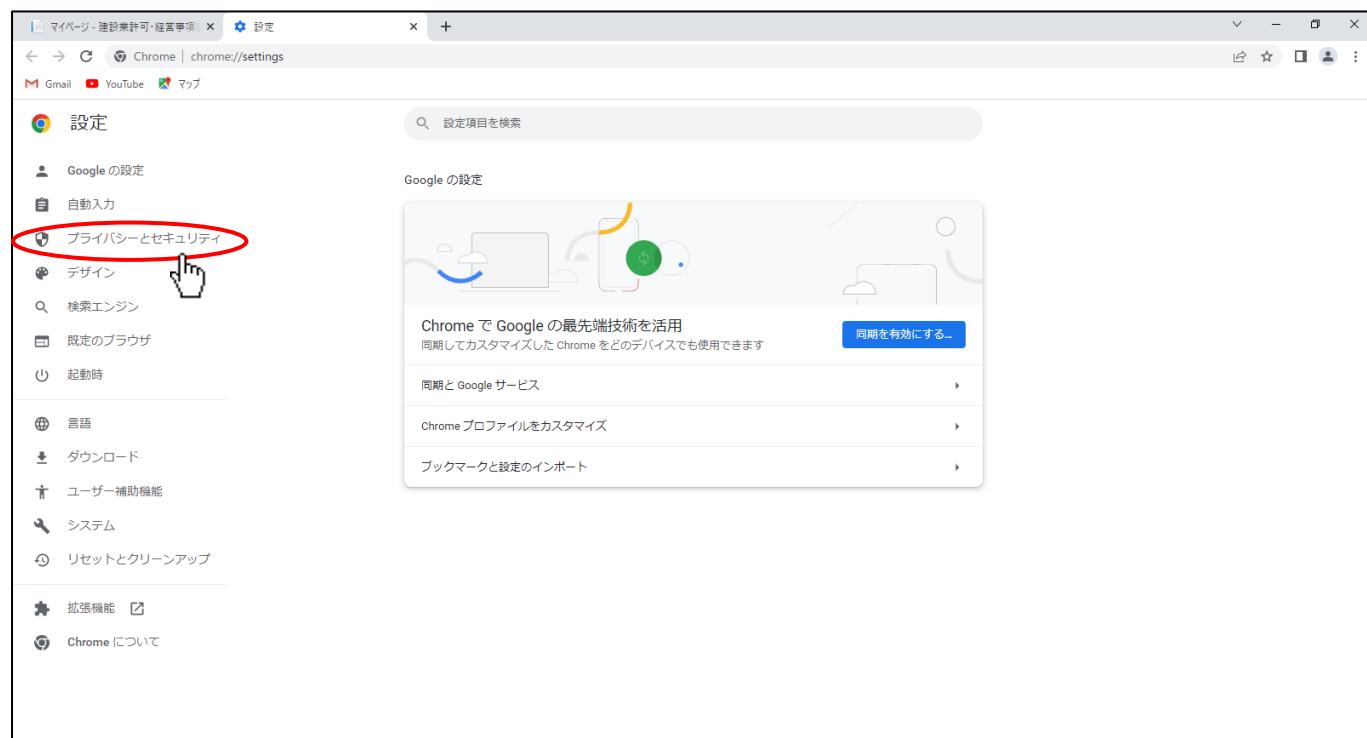 マイページ - 建設業許可・経営事項
設定
Chrome | chrome://settings
Gmail YouTube マップ
設定
設定項目を検索
Google の設定
自動入力
プライバシーとセキュリティ
デザイン
検索エンジン
既定のブラウザ
起動時
言語
ダウンロード
ユーザー補助機能
システム
リセットとクリーンアップ
拡張機能
Chrome について
Google の設定
Chrome で Google の最先端技術を活用
同期してカスタマイズした Chrome をどのデバイスでも使用できます
同期を有効にする...
同期と Google サービス
Chrome プロファイルをカスタマイズ
ブックマークと設定のインポート